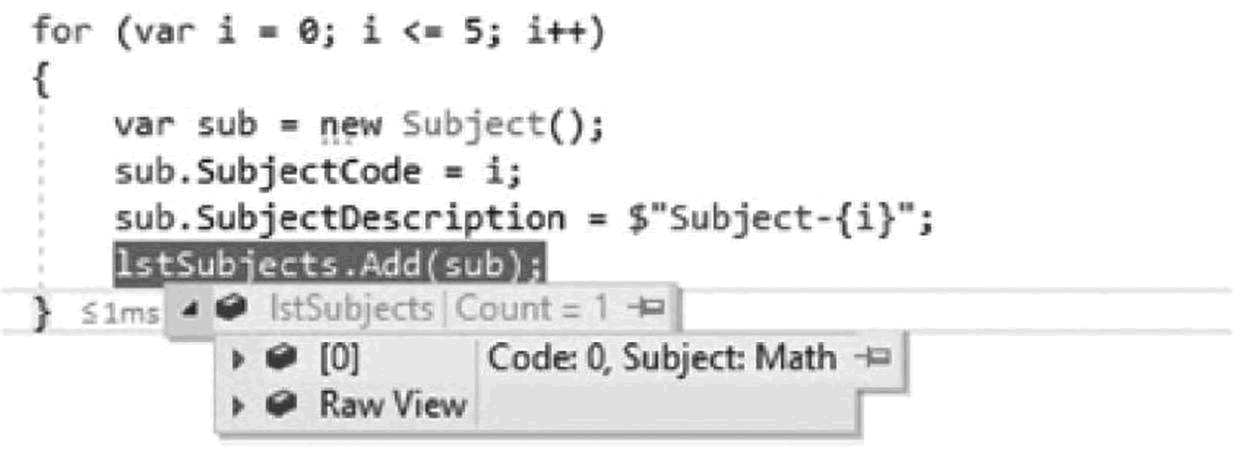 for (var i = 0; i <= 5; i++)
{
var sub = new Subject();
sub.SubjectCode = i;
sub.SubjectDescription = $"Subject-{i}";
lstSubjects.Add(sub);
} ≤1ms lstSubjects Count = 1
[0] Code: 0, Subject: Math
Raw View